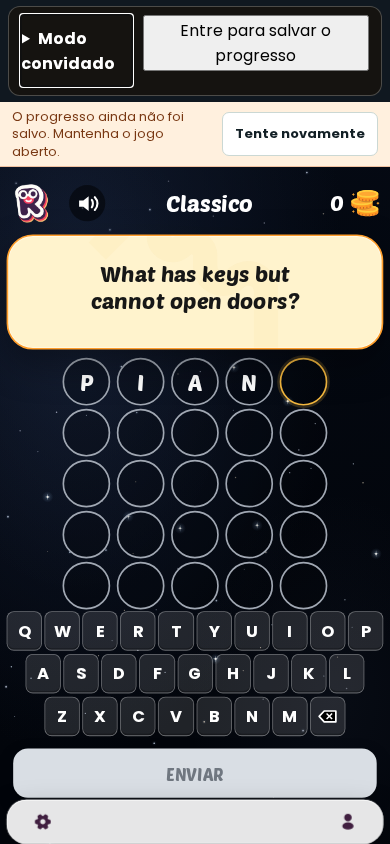 ▶ Modo convidado
Entre para salvar o
progresso
O progresso ainda não foi
salvo. Mantenha o jogo
aberto.
Tente novamente
Classico
0
What has keys but
cannot open doors?
P I A N
Q W E R T Y U I O P
A S D F G H J K L
Z X C V B N M
ENVIAR